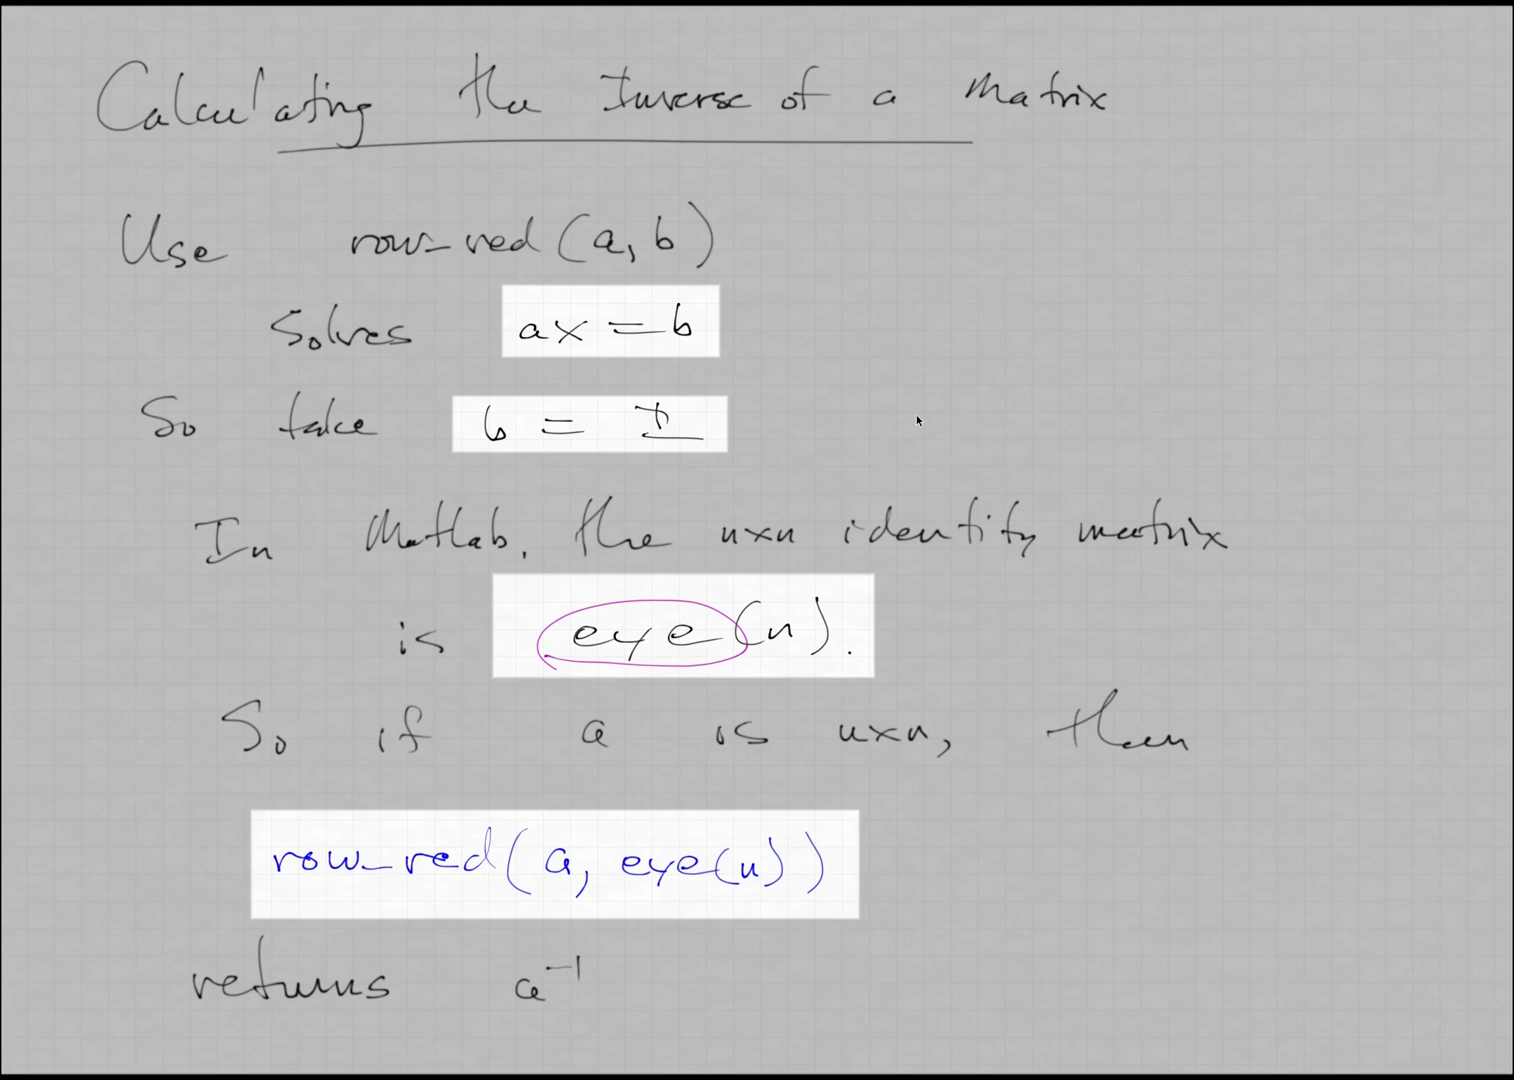 Calculating the Inverse of a Matrix
Use row_red(a, b)
Solves ax = b
So take b = I
In Matlab, the nxn identity matrix
is eye(n).
So if a is nxn, then
row_red(a, eye(n))
returns a⁻¹